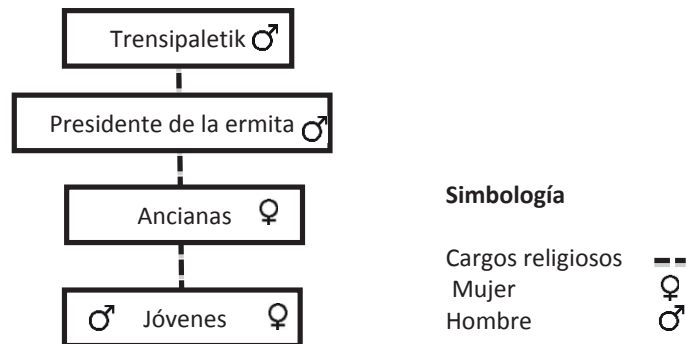 Trensipaletik
Presidente de la ermita
Ancianas
Jóvenes
Simbología
Cargos religiosos
Mujer
Hombre